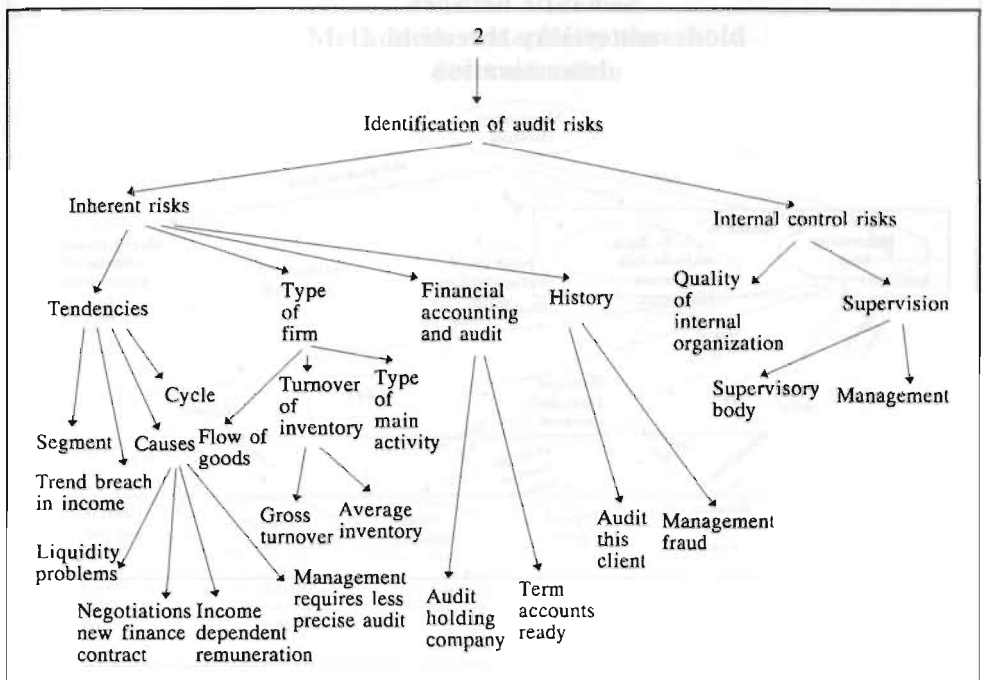 2
Identification of audit risks
Inherent risks
Internal control risks
Tendencies
Type
of
firm
Financial
accounting
and audit
History
Quality
of
internal
organization
Supervision
Segment
Trend breach
in income
Causes
Cycle
Flow of
goods
Turnover
of
inventory
Type
of
main
activity
Supervisory
body
Management
Liquidity
problems
Negotiations
new finance
contract
Income
dependent
remuneration
Management
requires less
precise audit
Gross
turnover
Average
inventory
Audit
holding
company
Term
accounts
ready
Audit
this
client
Management
fraud